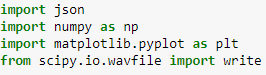 import json
import numpy as np
import matplotlib.pyplot as plt
from scipy.io.wavfile import write